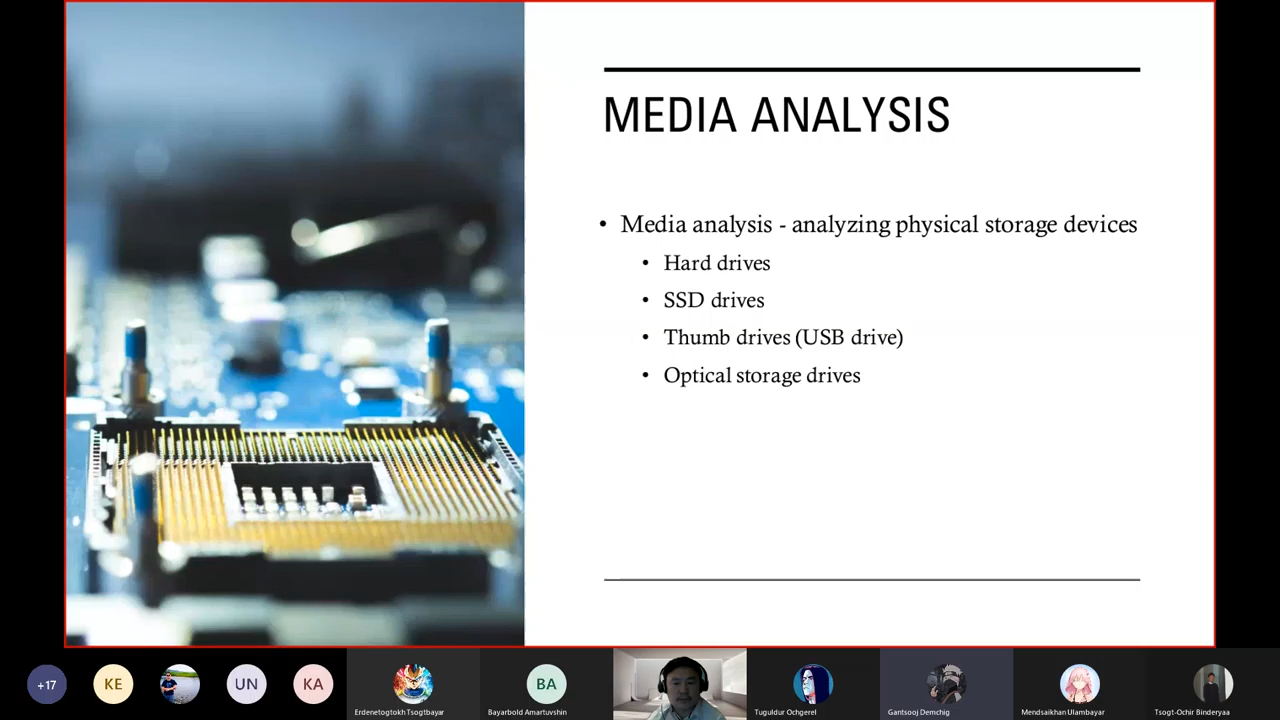 MEDIA ANALYSIS
• Media analysis - analyzing physical storage devices
• Hard drives
• SSD drives
• Thumb drives (USB drive)
• Optical storage drives
+17
KE
UN
KA
Erdenetogtokh Tsogtbayar
BA
Bayarbold Amartuvshin
Tuguldur Ochgerel
Gantsooj Demchig
Mendsaikhan Ulambayar
Tsogt-Ochir Binderyaa